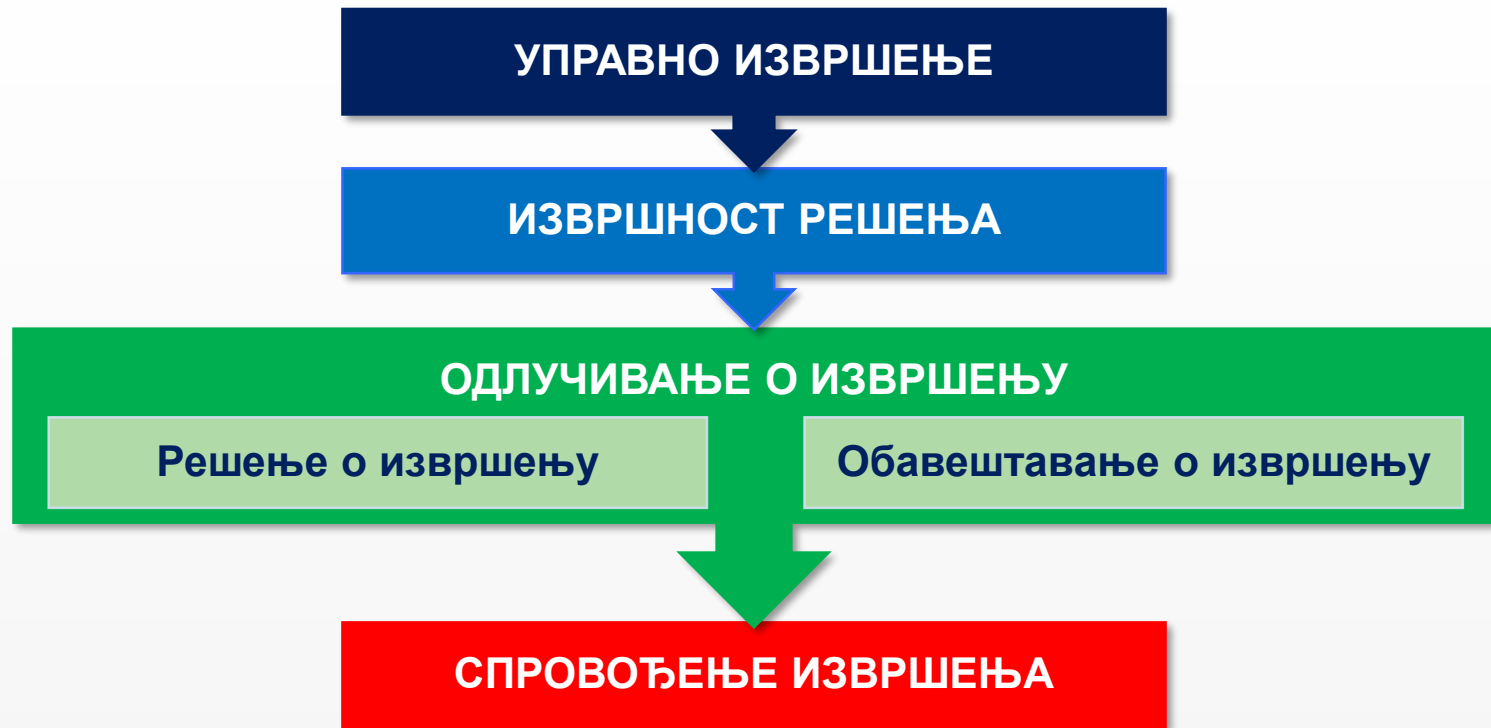 УПРАВНО ИЗВРШЕЊЕ
ИЗВРШНОСТ РЕШЕЊА
ОДЛУЧИВАЊЕ О ИЗВРШЕЊУ
Решење о извршењу
Обавештавање о извршењу
СПРОВОЂЕЊЕ ИЗВРШЕЊА